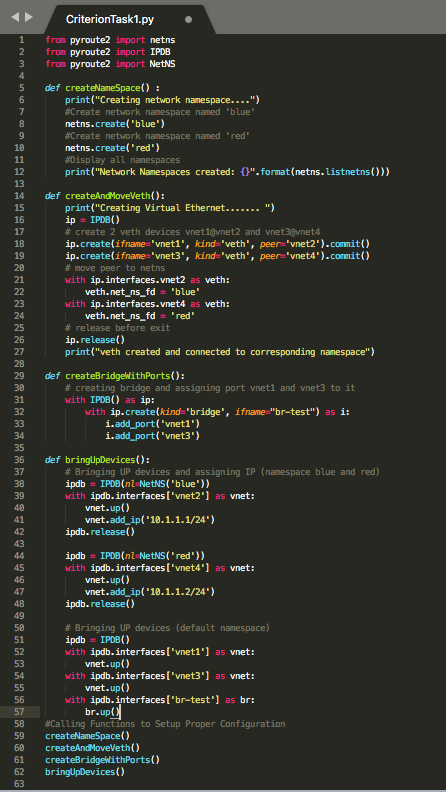 CriterionTask1.py
1 from pyroute2 import netns
2 from pyroute2 import IPDB
3 from pyroute2 import NetNS
4
5 def createNameSpace() :
6     print("Creating network namespace....")
7     #Create network namespace named 'blue'
8     netns.create('blue')
9     #Create network namespace named 'red'
10     netns.create('red')
11     #Display all namespaces
12     print("Network Namespaces created: {}".format(netns.listnetns()))
13
14 def createAndMoveVeth():
15     print("Creating Virtual Ethernet....... ")
16     ip = IPDB()
17     # create 2 veth devices vnet1@vnet2 and vnet3@vnet4
18     ip.create(ifname='vnet1', kind='veth', peer='vnet2').commit()
19     ip.create(ifname='vnet3', kind='veth', peer='vnet4').commit()
20     # move peer to netns
21     with ip.interfaces.vnet2 as veth:
22         veth.net_ns_fd = 'blue'
23     with ip.interfaces.vnet4 as veth:
24         veth.net_ns_fd = 'red'
25     # release before exit
26     ip.release()
27     print("veth created and connected to corresponding namespace")
28
29 def createBridgeWithPorts():
30     # creating bridge and assigning port vnet1 and vnet3 to it
31     with IPDB() as ip:
32         with ip.create(kind='bridge', ifname="br-test") as i:
33             i.add_port('vnet1')
34             i.add_port('vnet3')
35
36 def bringUpDevices():
37     # Bringing UP devices and assigning IP (namespace blue and red)
38     ipdb = IPDB(nl=NetNS('blue'))
39     with ipdb.interfaces['vnet2'] as vnet:
40         vnet.up()
41         vnet.add_ip('10.1.1.1/24')
42     ipdb.release()
43
44     ipdb = IPDB(nl=NetNS('red'))
45     with ipdb.interfaces['vnet4'] as vnet:
46         vnet.up()
47         vnet.add_ip('10.1.1.2/24')
48     ipdb.release()
49
50     # Bringing UP devices (default namespace)
51     ipdb = IPDB()
52     with ipdb.interfaces['vnet1'] as vnet:
53         vnet.up()
54     with ipdb.interfaces['vnet3'] as vnet:
55         vnet.up()
56     with ipdb.interfaces['br-test'] as br:
57         br.up()
58 #Calling Functions to Setup Proper Configuration
59 createNameSpace()
60 createAndMoveVeth()
61 createBridgeWithPorts()
62 bringUpDevices()
63